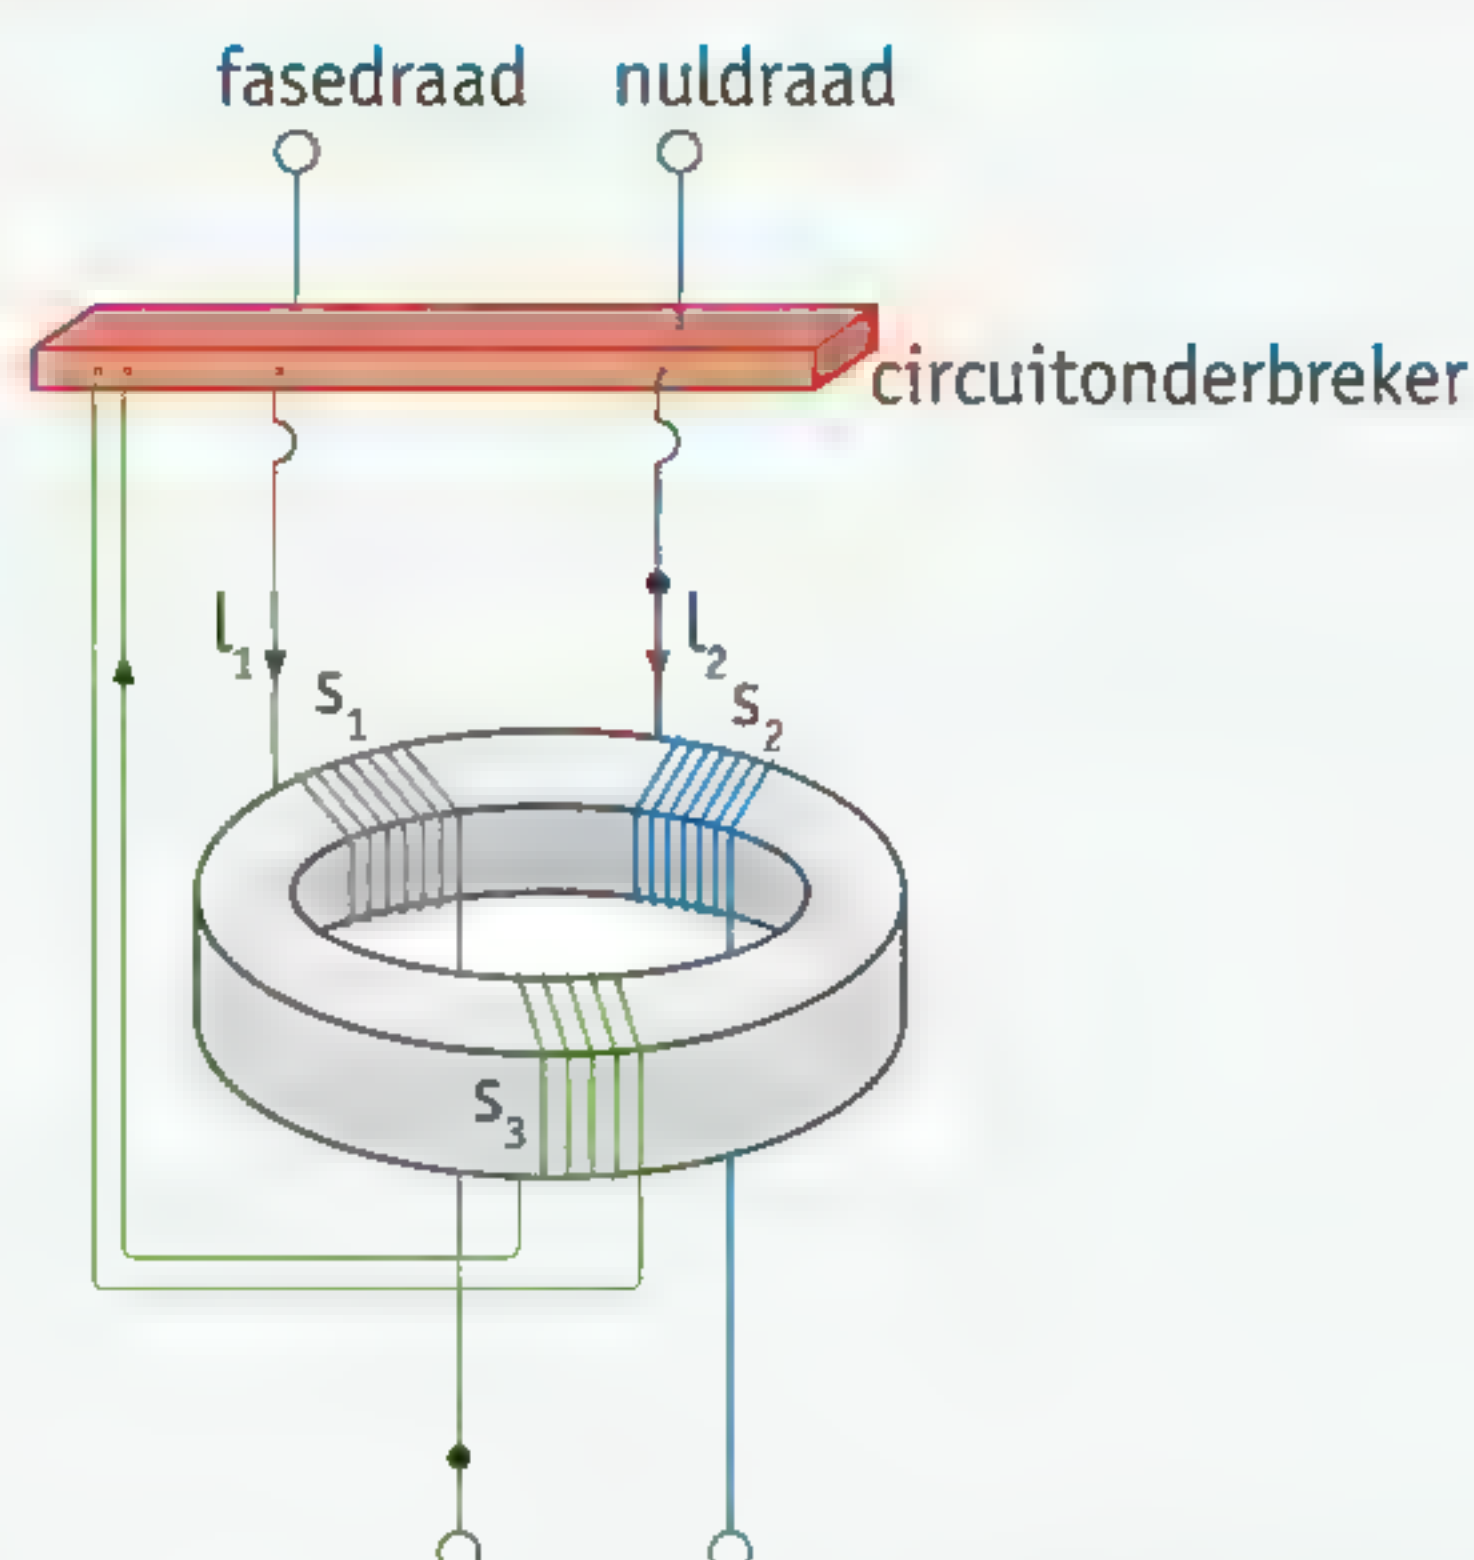 fasedraad nuldraad
circuitonderbreker
I₁ I₂
S₁ S₂
S₃